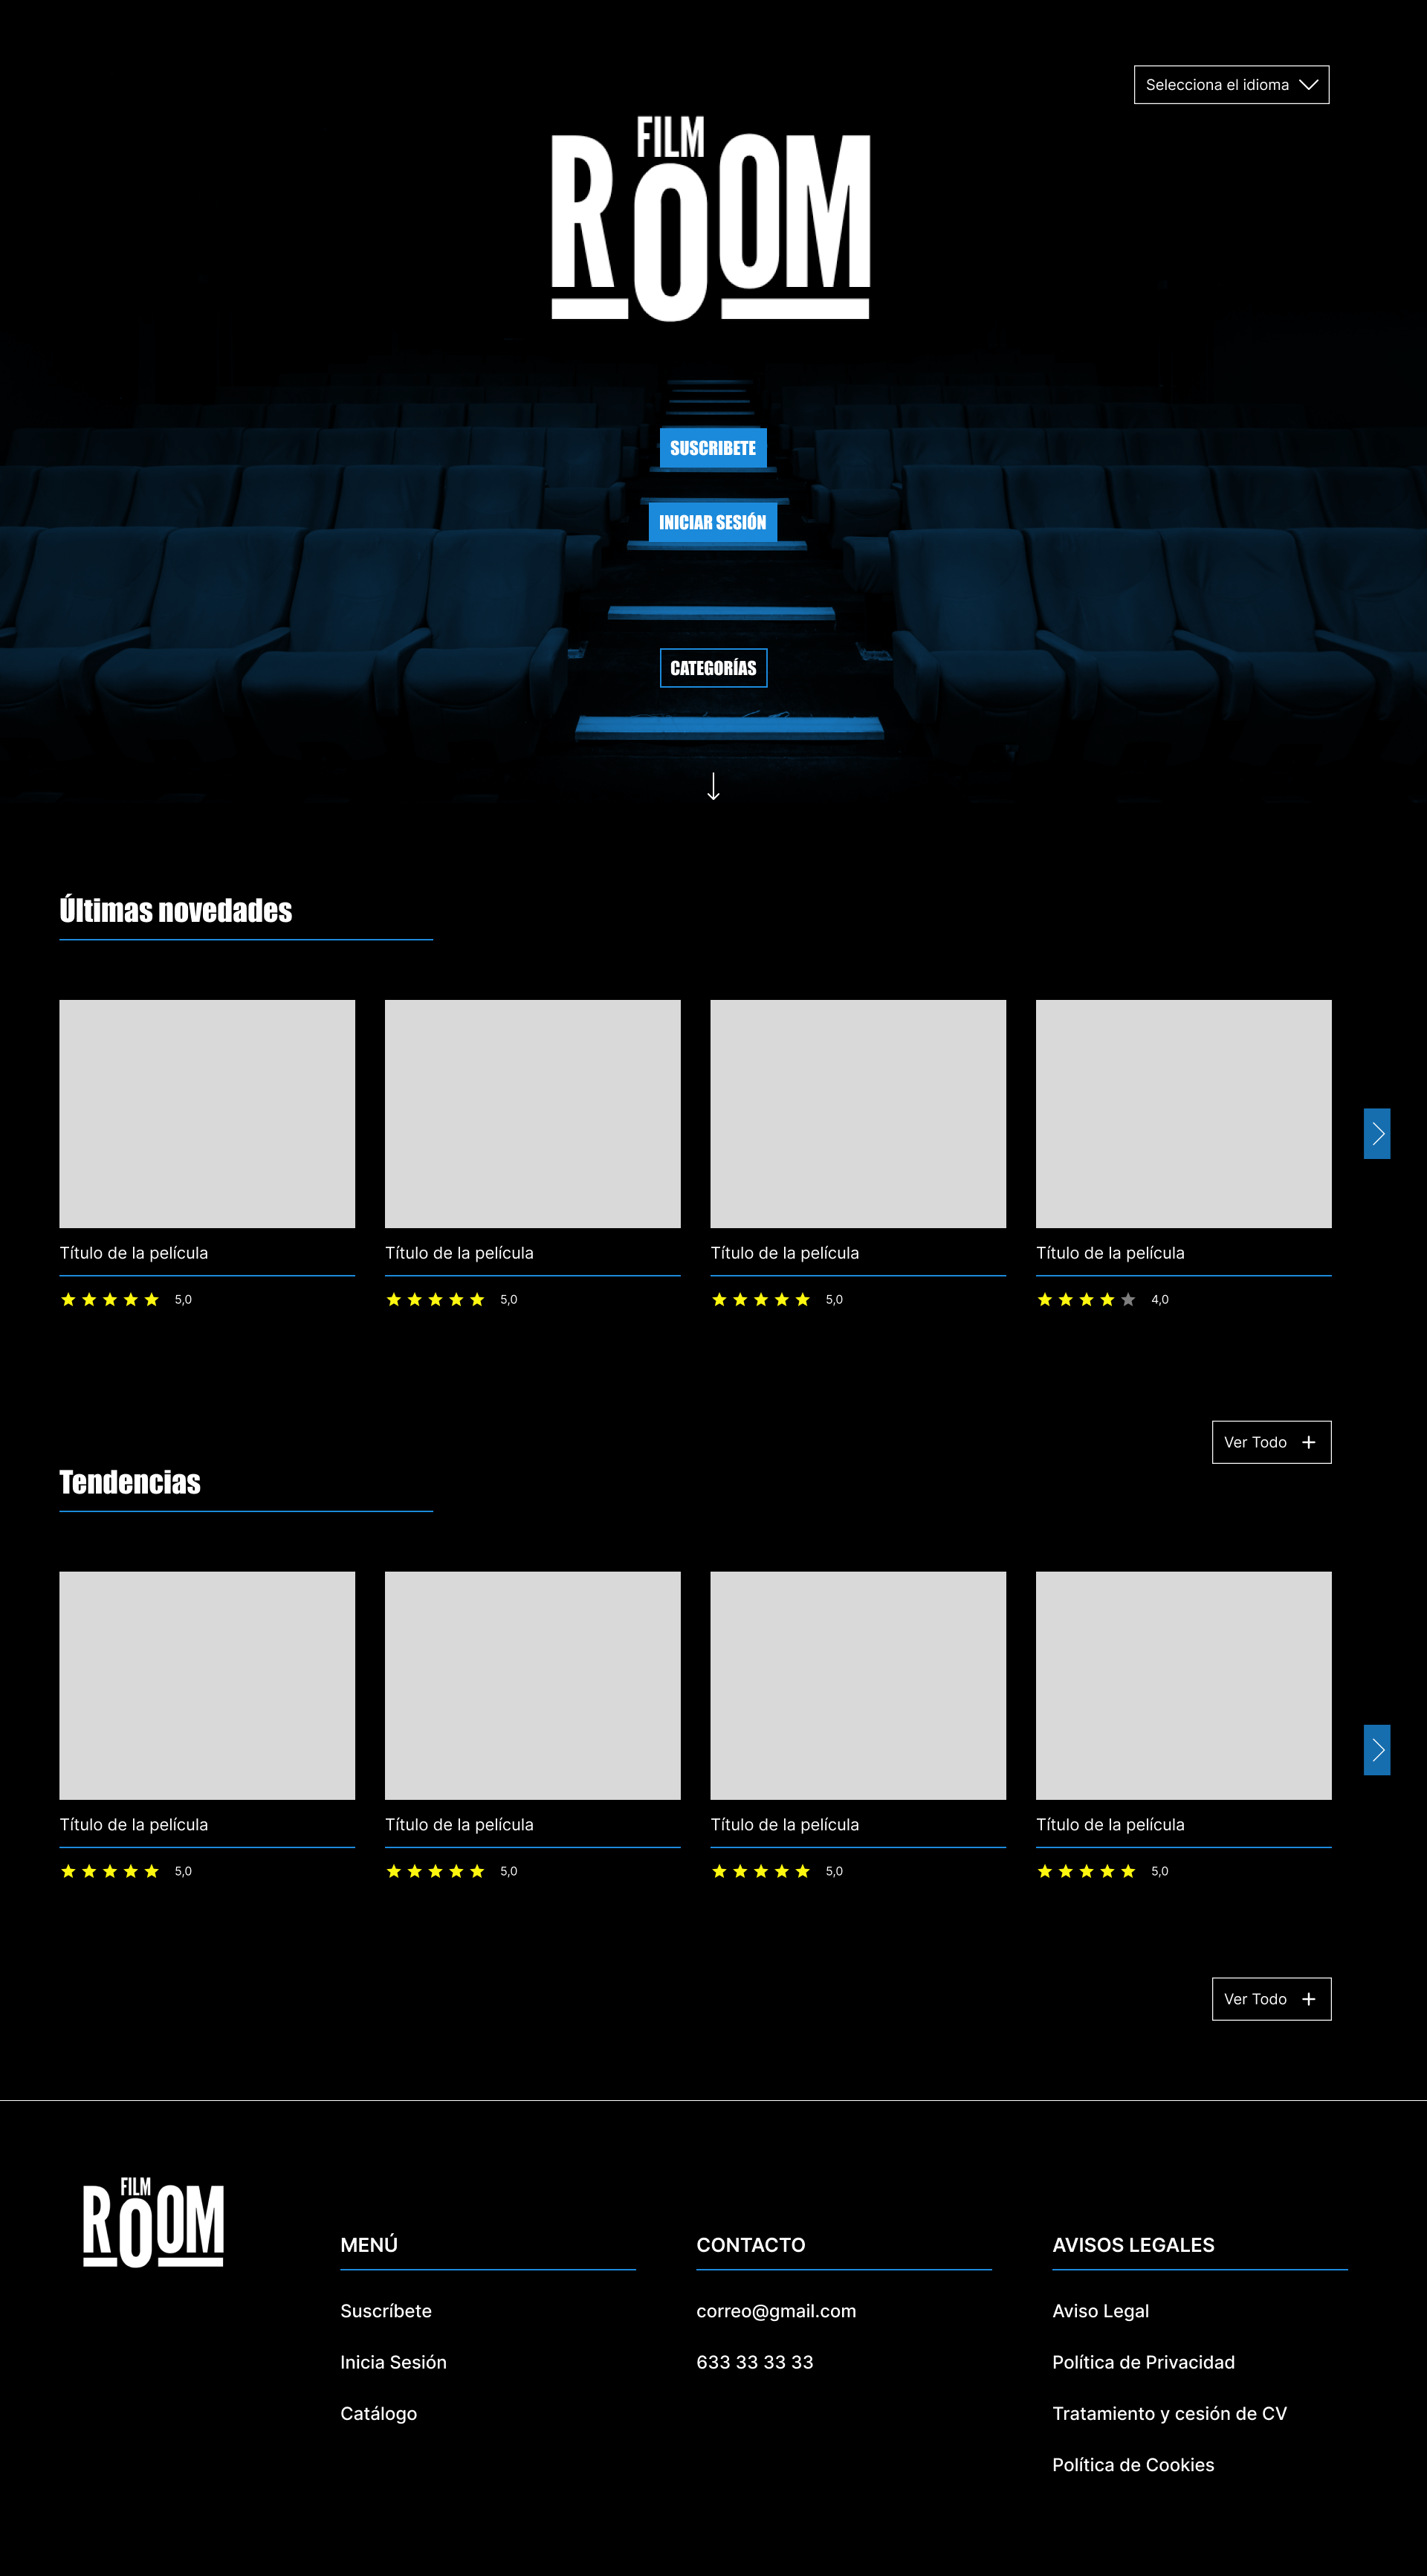 Selecciona el idioma
FILM
ROOM
SUSCRIBETE
INICIAR SESIÓN
CATEGORÍAS
Últimas novedades
Título de la película
Título de la película
Título de la película
Título de la película
5,0
5,0
5,0
4,0
Ver Todo +
Tendencias
Título de la película
Título de la película
Título de la película
Título de la película
5,0
5,0
5,0
5,0
Ver Todo +
FILM
ROOM
MENÚ
Suscríbete
Inicia Sesión
Catálogo
CONTACTO
correo@gmail.com
633 33 33 33
AVISOS LEGALES
Aviso Legal
Política de Privacidad
Tratamiento y cesión de CV
Política de Cookies